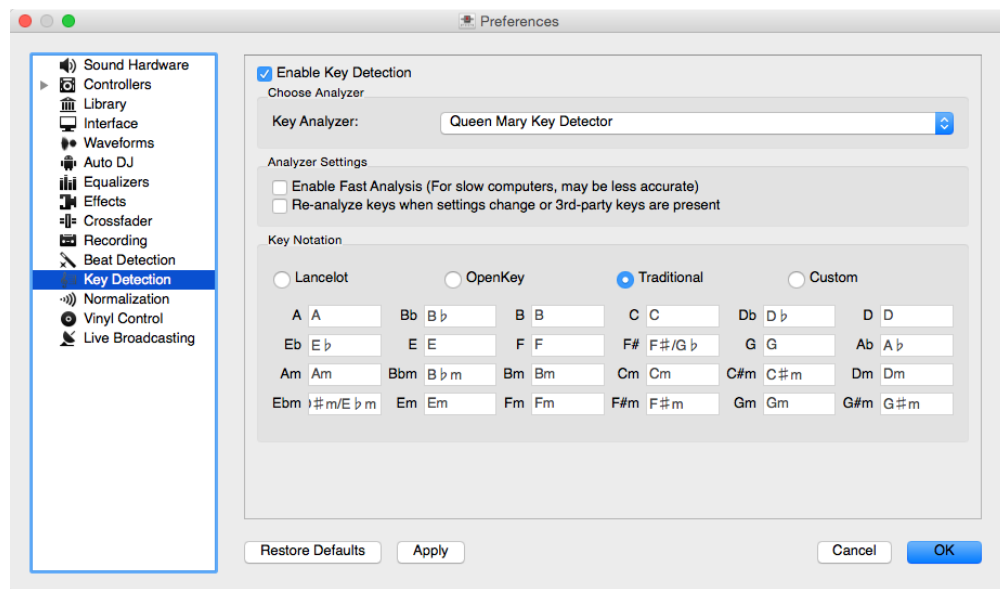 Preferences
Sound Hardware
Controllers
Library
Interface
Waveforms
Auto DJ
Equalizers
Effects
Crossfader
Recording
Beat Detection
Key Detection
Normalization
Vinyl Control
Live Broadcasting
Enable Key Detection
Choose Analyzer
Key Analyzer: Queen Mary Key Detector
Analyzer Settings
Enable Fast Analysis (For slow computers, may be less accurate)
Re-analyze keys when settings change or 3rd-party keys are present
Key Notation
Lancelot OpenKey Traditional Custom
A A Bb B♭ B B C C Db D♭ D D
Eb E♭ E E F F F# F♯/G♭ G G Ab A♭
Am Am Bbm B♭m Bm Bm Cm Cm C#m C♯m Dm Dm
Ebm ♯m/E♭m Em Em Fm Fm F#m F♯m Gm Gm G#m G♯m
Restore Defaults Apply Cancel OK